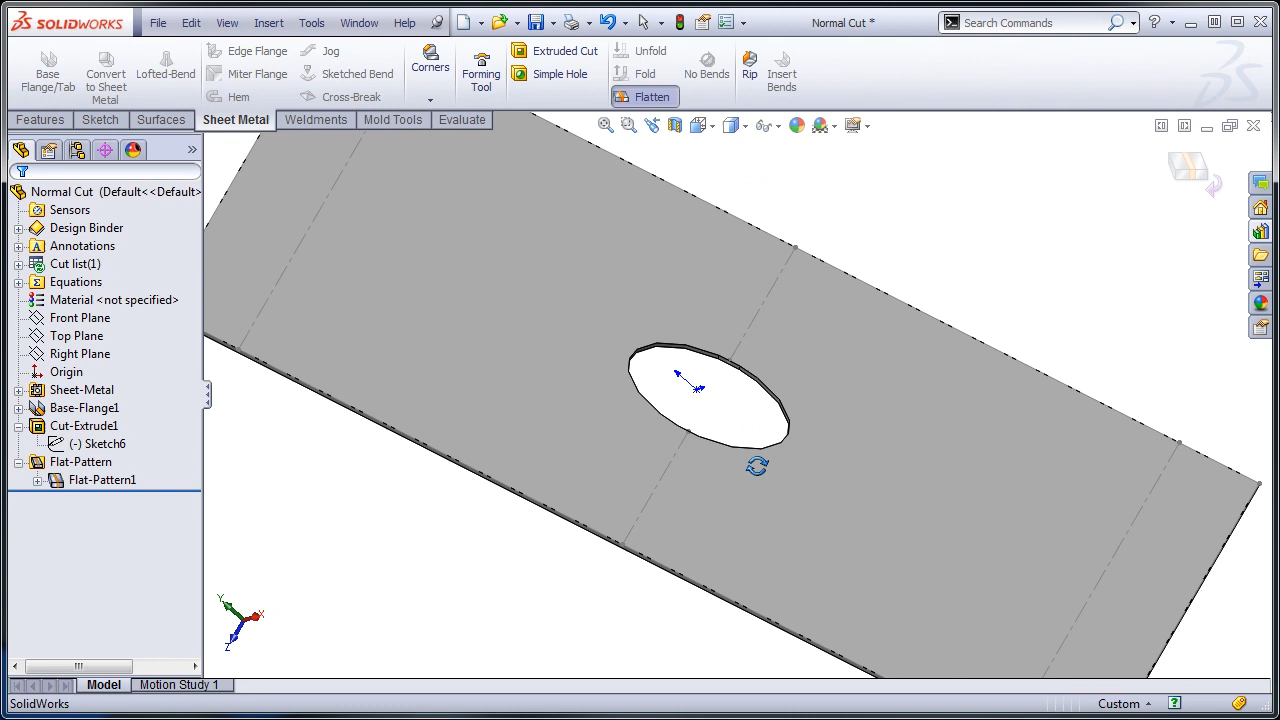 SOLIDWORKS File Edit View Insert Tools Window Help Normal Cut * Search Commands ?
Base Flange/Tab
Convert to Sheet Metal
Lofted-Bend
Edge Flange
Miter Flange
Hem
Jog
Sketched Bend
Cross-Break
Corners
Forming Tool
Extruded Cut
Simple Hole
Unfold
Fold
Flatten
No Bends
Rip
Insert Bends
Features Sketch Surfaces Sheet Metal Weldments Mold Tools Evaluate
Normal Cut (Default<<Default>
Sensors
Design Binder
Annotations
Cut list(1)
Equations
Material <not specified>
Front Plane
Top Plane
Right Plane
Origin
Sheet-Metal
Base-Flange1
Cut-Extrude1
(-) Sketch6
Flat-Pattern
Flat-Pattern1
Y
X
Z
Model Motion Study 1
SolidWorks Custom ?